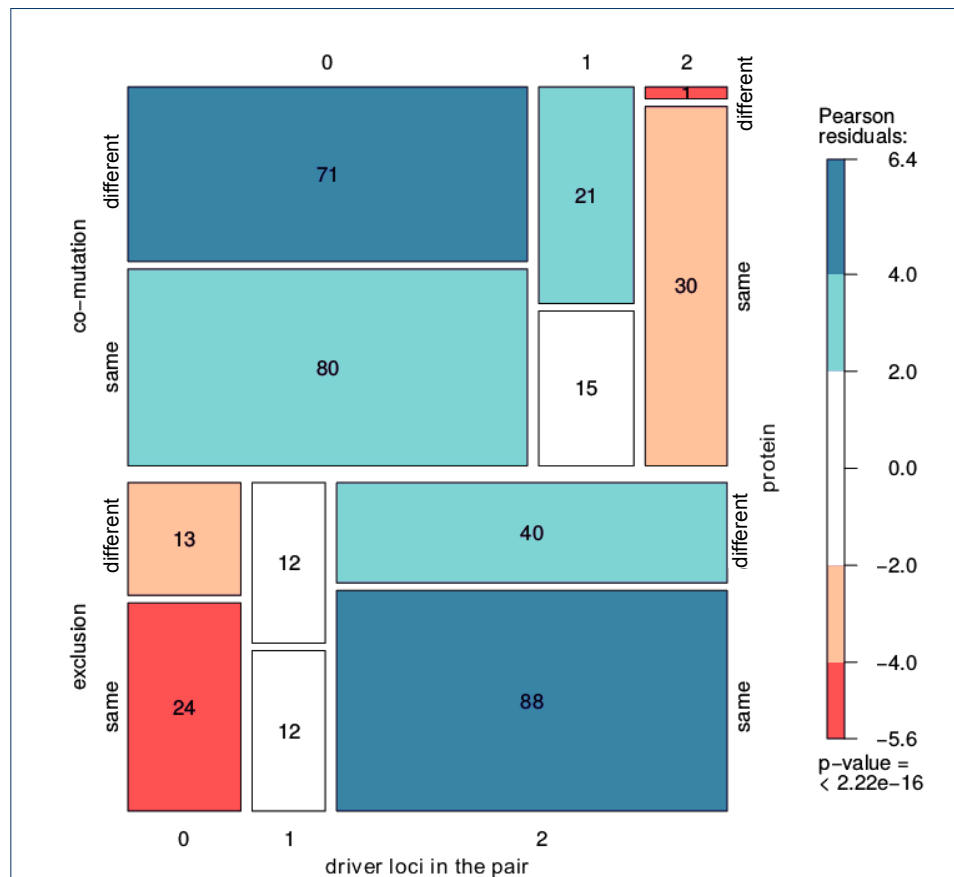 0 1 2
different
different
1
71
21
co−mutation
same
80
30
same
15
Pearson
residuals:
6.4
4.0
2.0
0.0
−2.0
−4.0
−5.6
p−value =
< 2.22e−16
protein
different
13
12
40
different
exclusion
same
24
12
88
same
0 1 2
driver loci in the pair